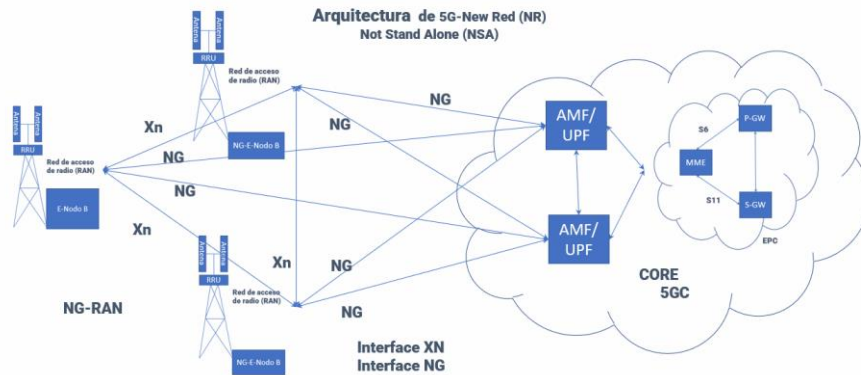 Arquitectura de 5G-New Red (NR)
Not Stand Alone (NSA)
Antena
Antena
RRU
Red de acceso
de radio (RAN)
NG-E-Nodo B
Antena
Antena
RRU
Red de acceso
de radio (RAN)
E-Nodo B
Antena
Antena
RRU
Red de acceso
de radio (RAN)
NG-E-Nodo B
Xn
Xn
Xn
NG
NG
NG
NG
NG
NG
AMF/
UPF
AMF/
UPF
P-GW
S6
MME
S11
S-GW
EPC
CORE
5GC
NG-RAN
Interface XN
Interface NG